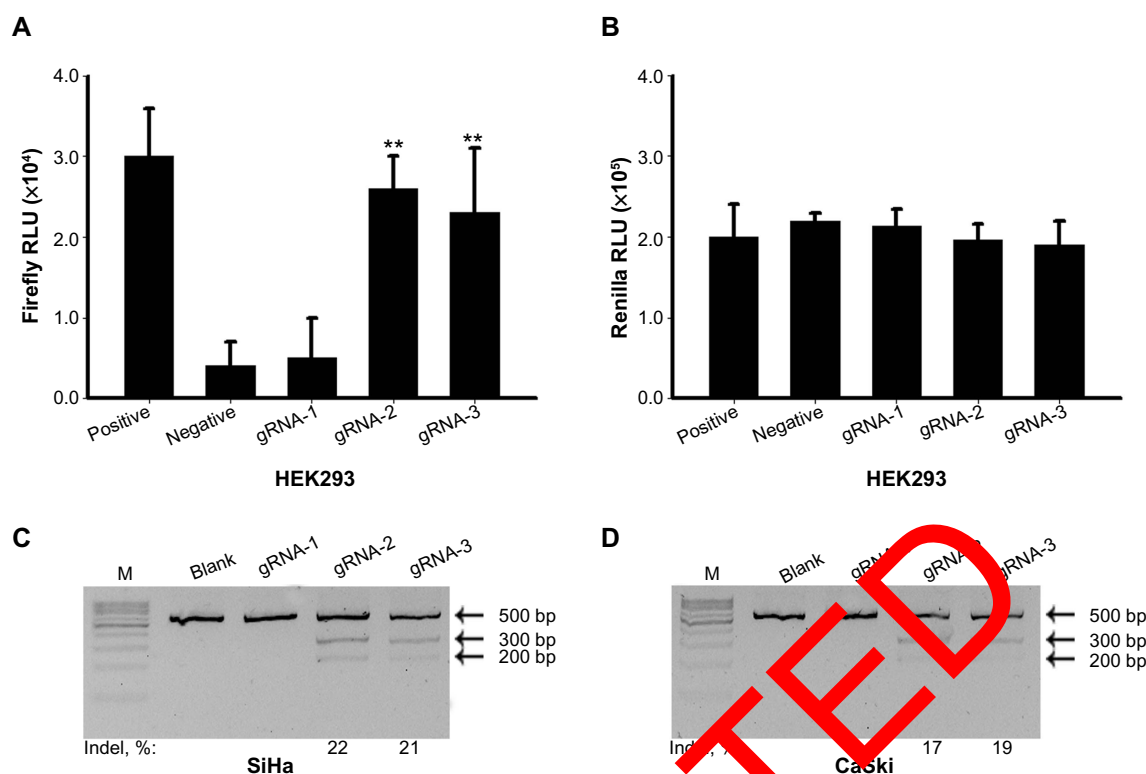 A
Firefly RLU (×10⁴)
4.0
3.0
2.0
1.0
0.0
**
**
Positive
Negative
gRNA-1
gRNA-2
gRNA-3
HEK293
B
Renilla RLU (×10⁵)
4.0
3.0
2.0
1.0
0.0
Positive
Negative
gRNA-1
gRNA-2
gRNA-3
HEK293
C
M
Blank
gRNA-1
gRNA-2
gRNA-3
500 bp
300 bp
200 bp
Indel, %:
22
21
SiHa
D
M
Blank
gRNA-3
500 bp
300 bp
200 bp
17
19
CaSki
TED